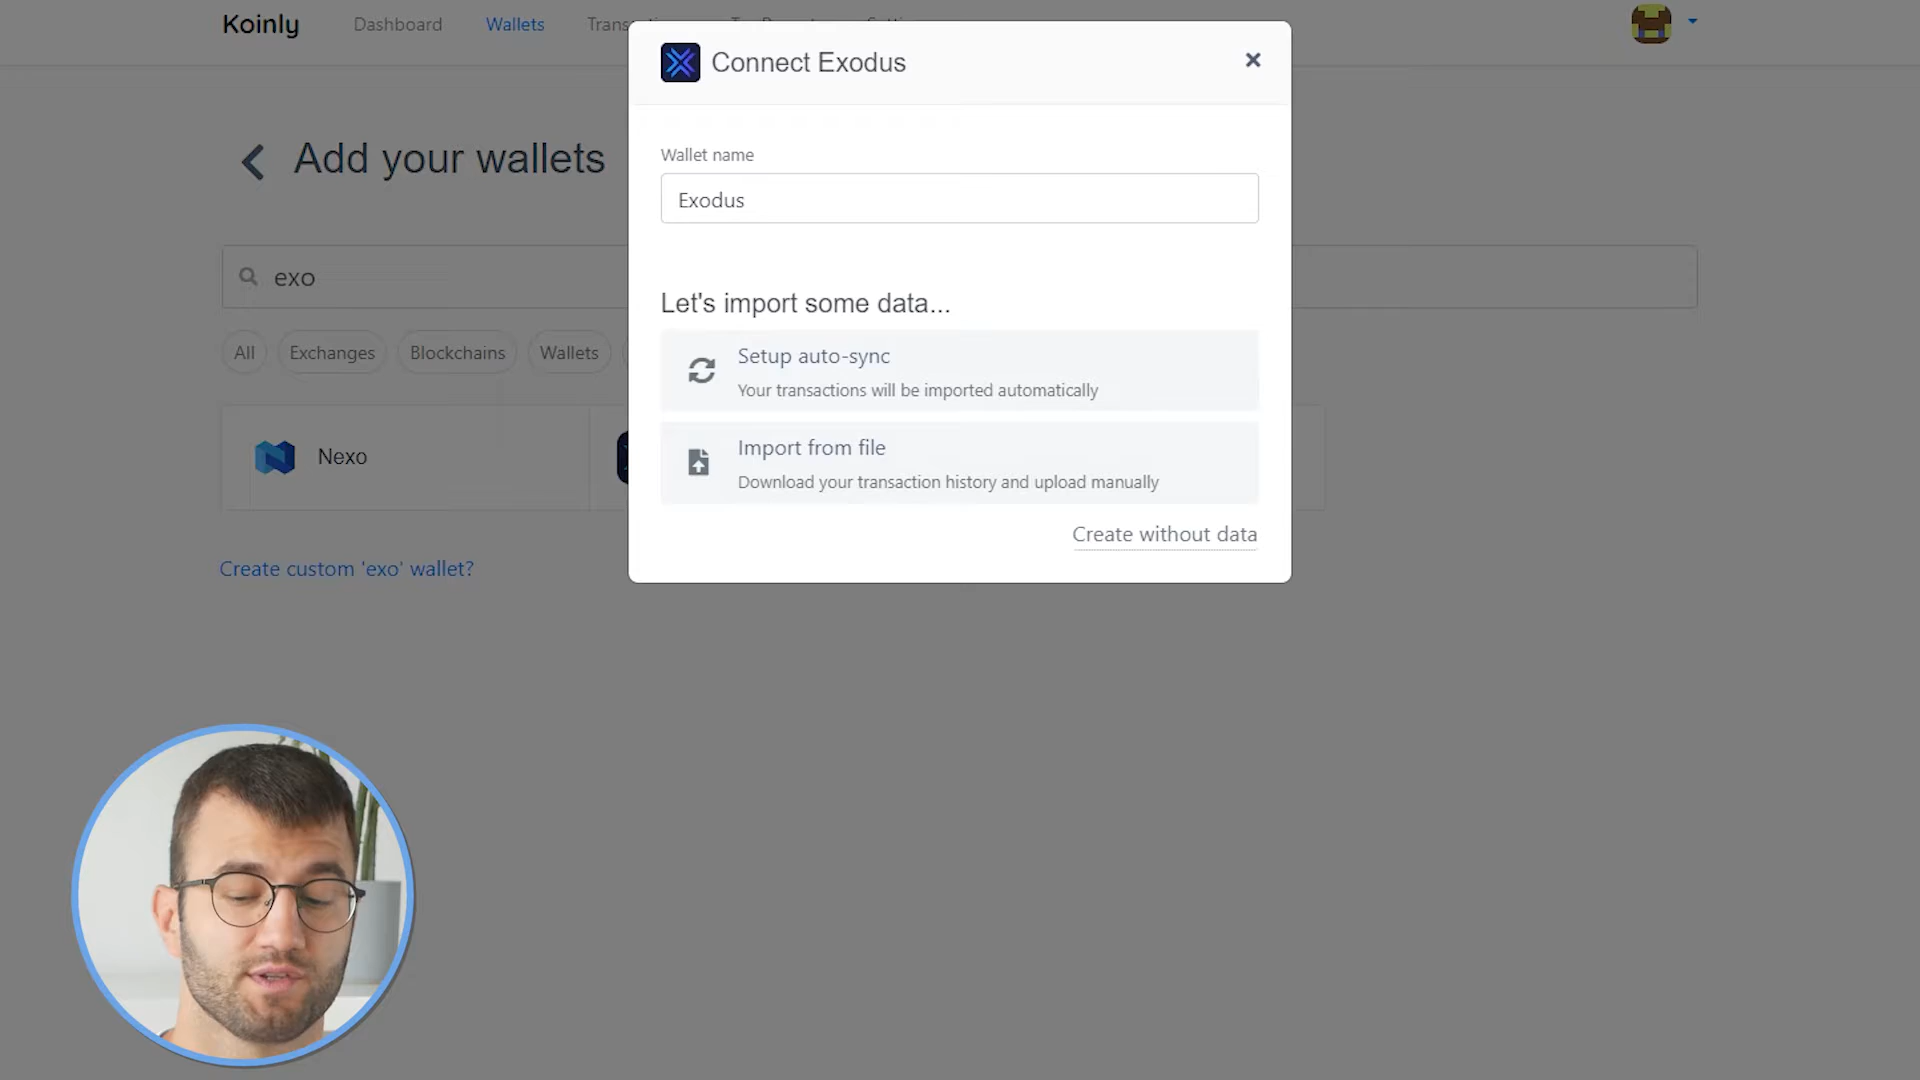 Koinly
Dashboard
Wallets
Connect Exodus
Add your wallets
Wallet name
Exodus
exo
Let's import some data...
All
Exchanges
Blockchains
Wallets
Setup auto-sync
Your transactions will be imported automatically
Import from file
Download your transaction history and upload manually
Nexo
Create without data
Create custom 'exo' wallet?